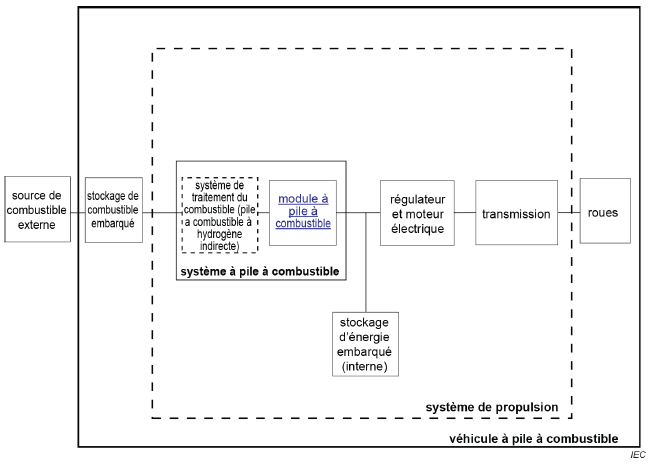 source de
combustible
externe
stockage de
combustible
embarqué
système de
traitement du
combustible (pile
a combustible à
hydrogène
indirecte)
module à
pile à
combustible
système à pile à combustible
régulateur
et moteur
électrique
transmission
roues
stockage
d'énergie
embarqué
(interne)
système de propulsion
véhicule à pile à combustible
IEC